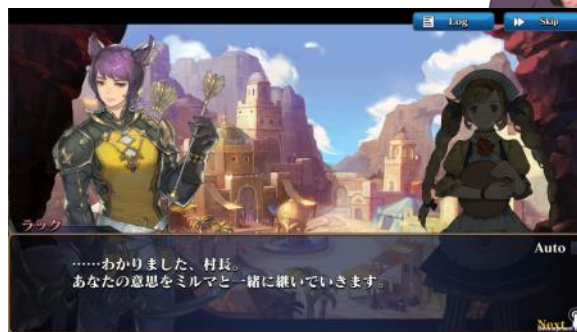 Log
Skip
ラック
Auto
……わかりました、村長。
あなたの意思をミルマと一緒に継いでいきます。
Next